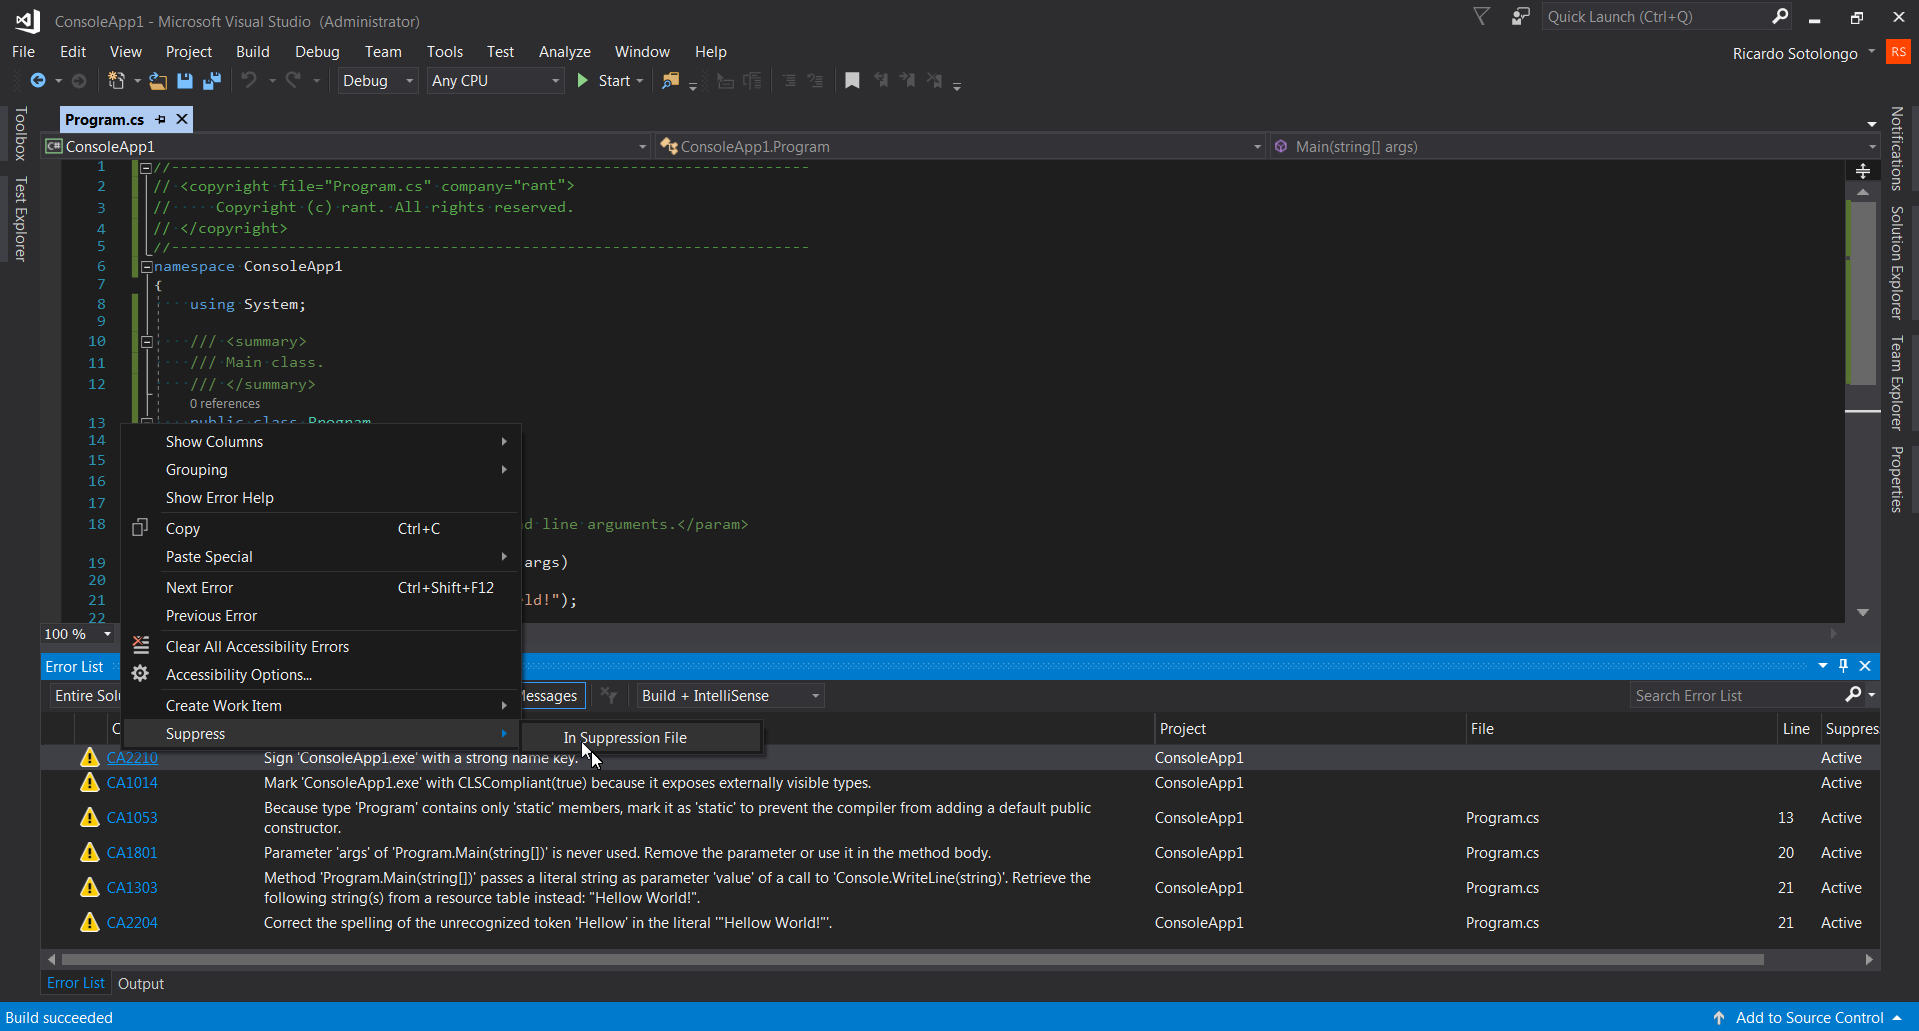 ConsoleApp1 - Microsoft Visual Studio (Administrator)
Quick Launch (Ctrl+Q)
File Edit View Project Build Debug Team Tools Test Analyze Window Help
Ricardo Sotolongo RS
Debug Any CPU Start
Toolbox
Test Explorer
Program.cs
C# ConsoleApp1 ConsoleApp1.Program Main(string[] args)
1 //-----------------------------------------------------------------------
2 // <copyright file="Program.cs" company="rant">
3 // Copyright (c) rant. All rights reserved.
4 // </copyright>
5 //-----------------------------------------------------------------------
6 namespace ConsoleApp1
7 {
8 using System;
9
10 /// <summary>
11 /// Main class.
12 /// </summary>
0 references
13 public class Program
14
15
16
17
18 d line arguments.</param>
19 args)
20
21 ld!");
22
Notifications
Solution Explorer
Team Explorer
Properties
Show Columns
Grouping
Show Error Help
Copy Ctrl+C
Paste Special
Next Error Ctrl+Shift+F12
Previous Error
Clear All Accessibility Errors
Accessibility Options...
Create Work Item
Suppress
In Suppression File
100 %
Error List
Entire Solu Messages Build + IntelliSense Search Error List
C Project File Line Suppres
CA2210 Sign 'ConsoleApp1.exe' with a strong name key. ConsoleApp1 Active
CA1014 Mark 'ConsoleApp1.exe' with CLSCompliant(true) because it exposes externally visible types. ConsoleApp1 Active
CA1053 Because type 'Program' contains only 'static' members, mark it as 'static' to prevent the compiler from adding a default public
constructor. ConsoleApp1 Program.cs 13 Active
CA1801 Parameter 'args' of 'Program.Main(string[])' is never used. Remove the parameter or use it in the method body. ConsoleApp1 Program.cs 20 Active
CA1303 Method 'Program.Main(string[])' passes a literal string as parameter 'value' of a call to 'Console.WriteLine(string)'. Retrieve the
following string(s) from a resource table instead: "Hellow World!". ConsoleApp1 Program.cs 21 Active
CA2204 Correct the spelling of the unrecognized token 'Hellow' in the literal '"Hellow World!"'. ConsoleApp1 Program.cs 21 Active
Error List Output
Build succeeded
Add to Source Control